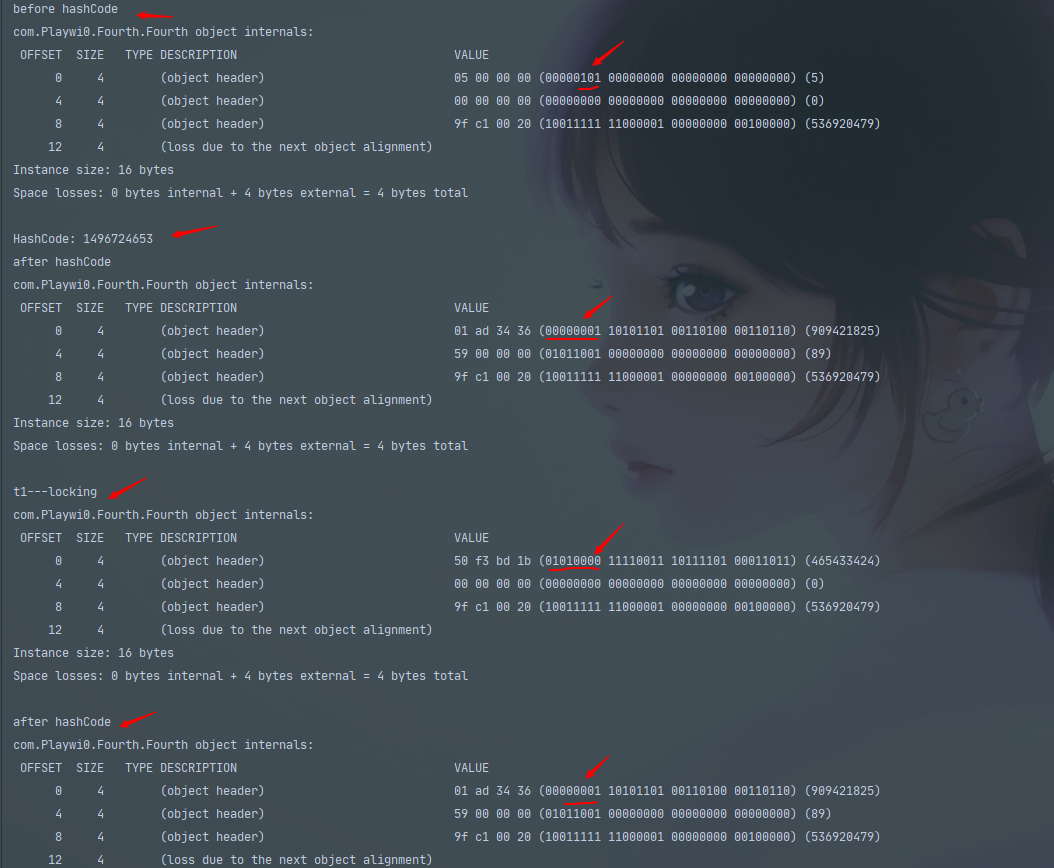 before hashCode
com.Playwi0.Fourth.Fourth object internals:
OFFSET  SIZE   TYPE DESCRIPTION                               VALUE
0     4        (object header)                           05 00 00 00 (00000101 00000000 00000000 00000000) (5)
4     4        (object header)                           00 00 00 00 (00000000 00000000 00000000 00000000) (0)
8     4        (object header)                           9f c1 00 20 (10011111 11000001 00000000 00100000) (536920479)
12     4        (loss due to the next object alignment)
Instance size: 16 bytes
Space losses: 0 bytes internal + 4 bytes external = 4 bytes total
HashCode: 1496724653
after hashCode
com.Playwi0.Fourth.Fourth object internals:
OFFSET  SIZE   TYPE DESCRIPTION                               VALUE
0     4        (object header)                           01 ad 34 36 (00000001 10101101 00110100 00110110) (909421825)
4     4        (object header)                           59 00 00 00 (01011001 00000000 00000000 00000000) (89)
8     4        (object header)                           9f c1 00 20 (10011111 11000001 00000000 00100000) (536920479)
12     4        (loss due to the next object alignment)
Instance size: 16 bytes
Space losses: 0 bytes internal + 4 bytes external = 4 bytes total
t1---locking
com.Playwi0.Fourth.Fourth object internals:
OFFSET  SIZE   TYPE DESCRIPTION                               VALUE
0     4        (object header)                           50 f3 bd 1b (01010000 11110011 10111101 00011011) (465433424)
4     4        (object header)                           00 00 00 00 (00000000 00000000 00000000 00000000) (0)
8     4        (object header)                           9f c1 00 20 (10011111 11000001 00000000 00100000) (536920479)
12     4        (loss due to the next object alignment)
Instance size: 16 bytes
Space losses: 0 bytes internal + 4 bytes external = 4 bytes total
after hashCode
com.Playwi0.Fourth.Fourth object internals:
OFFSET  SIZE   TYPE DESCRIPTION                               VALUE
0     4        (object header)                           01 ad 34 36 (00000001 10101101 00110100 00110110) (909421825)
4     4        (object header)                           59 00 00 00 (01011001 00000000 00000000 00000000) (89)
8     4        (object header)                           9f c1 00 20 (10011111 11000001 00000000 00100000) (536920479)
12     4        (loss due to the next object alignment)